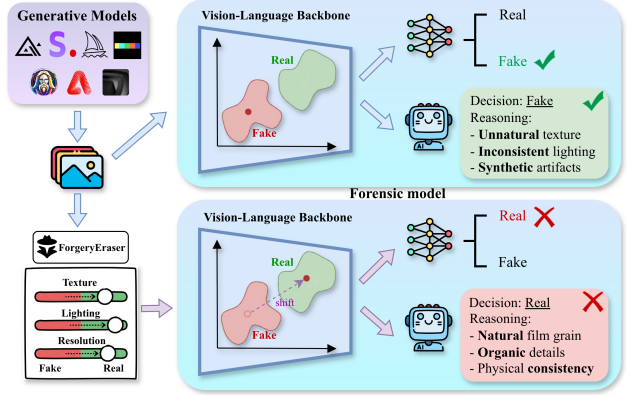 Generative Models
S.
Vision-Language Backbone
Real
Fake
Real
Fake
AI
Decision: Fake
Reasoning:
- Unnatural texture
- Inconsistent lighting
- Synthetic artifacts
Forensic model
ForgeryEraser
Texture
Lighting
Resolution
Fake Real
Vision-Language Backbone
Real
shift
Fake
Real
Fake
AI
Decision: Real
Reasoning:
- Natural film grain
- Organic details
- Physical consistency